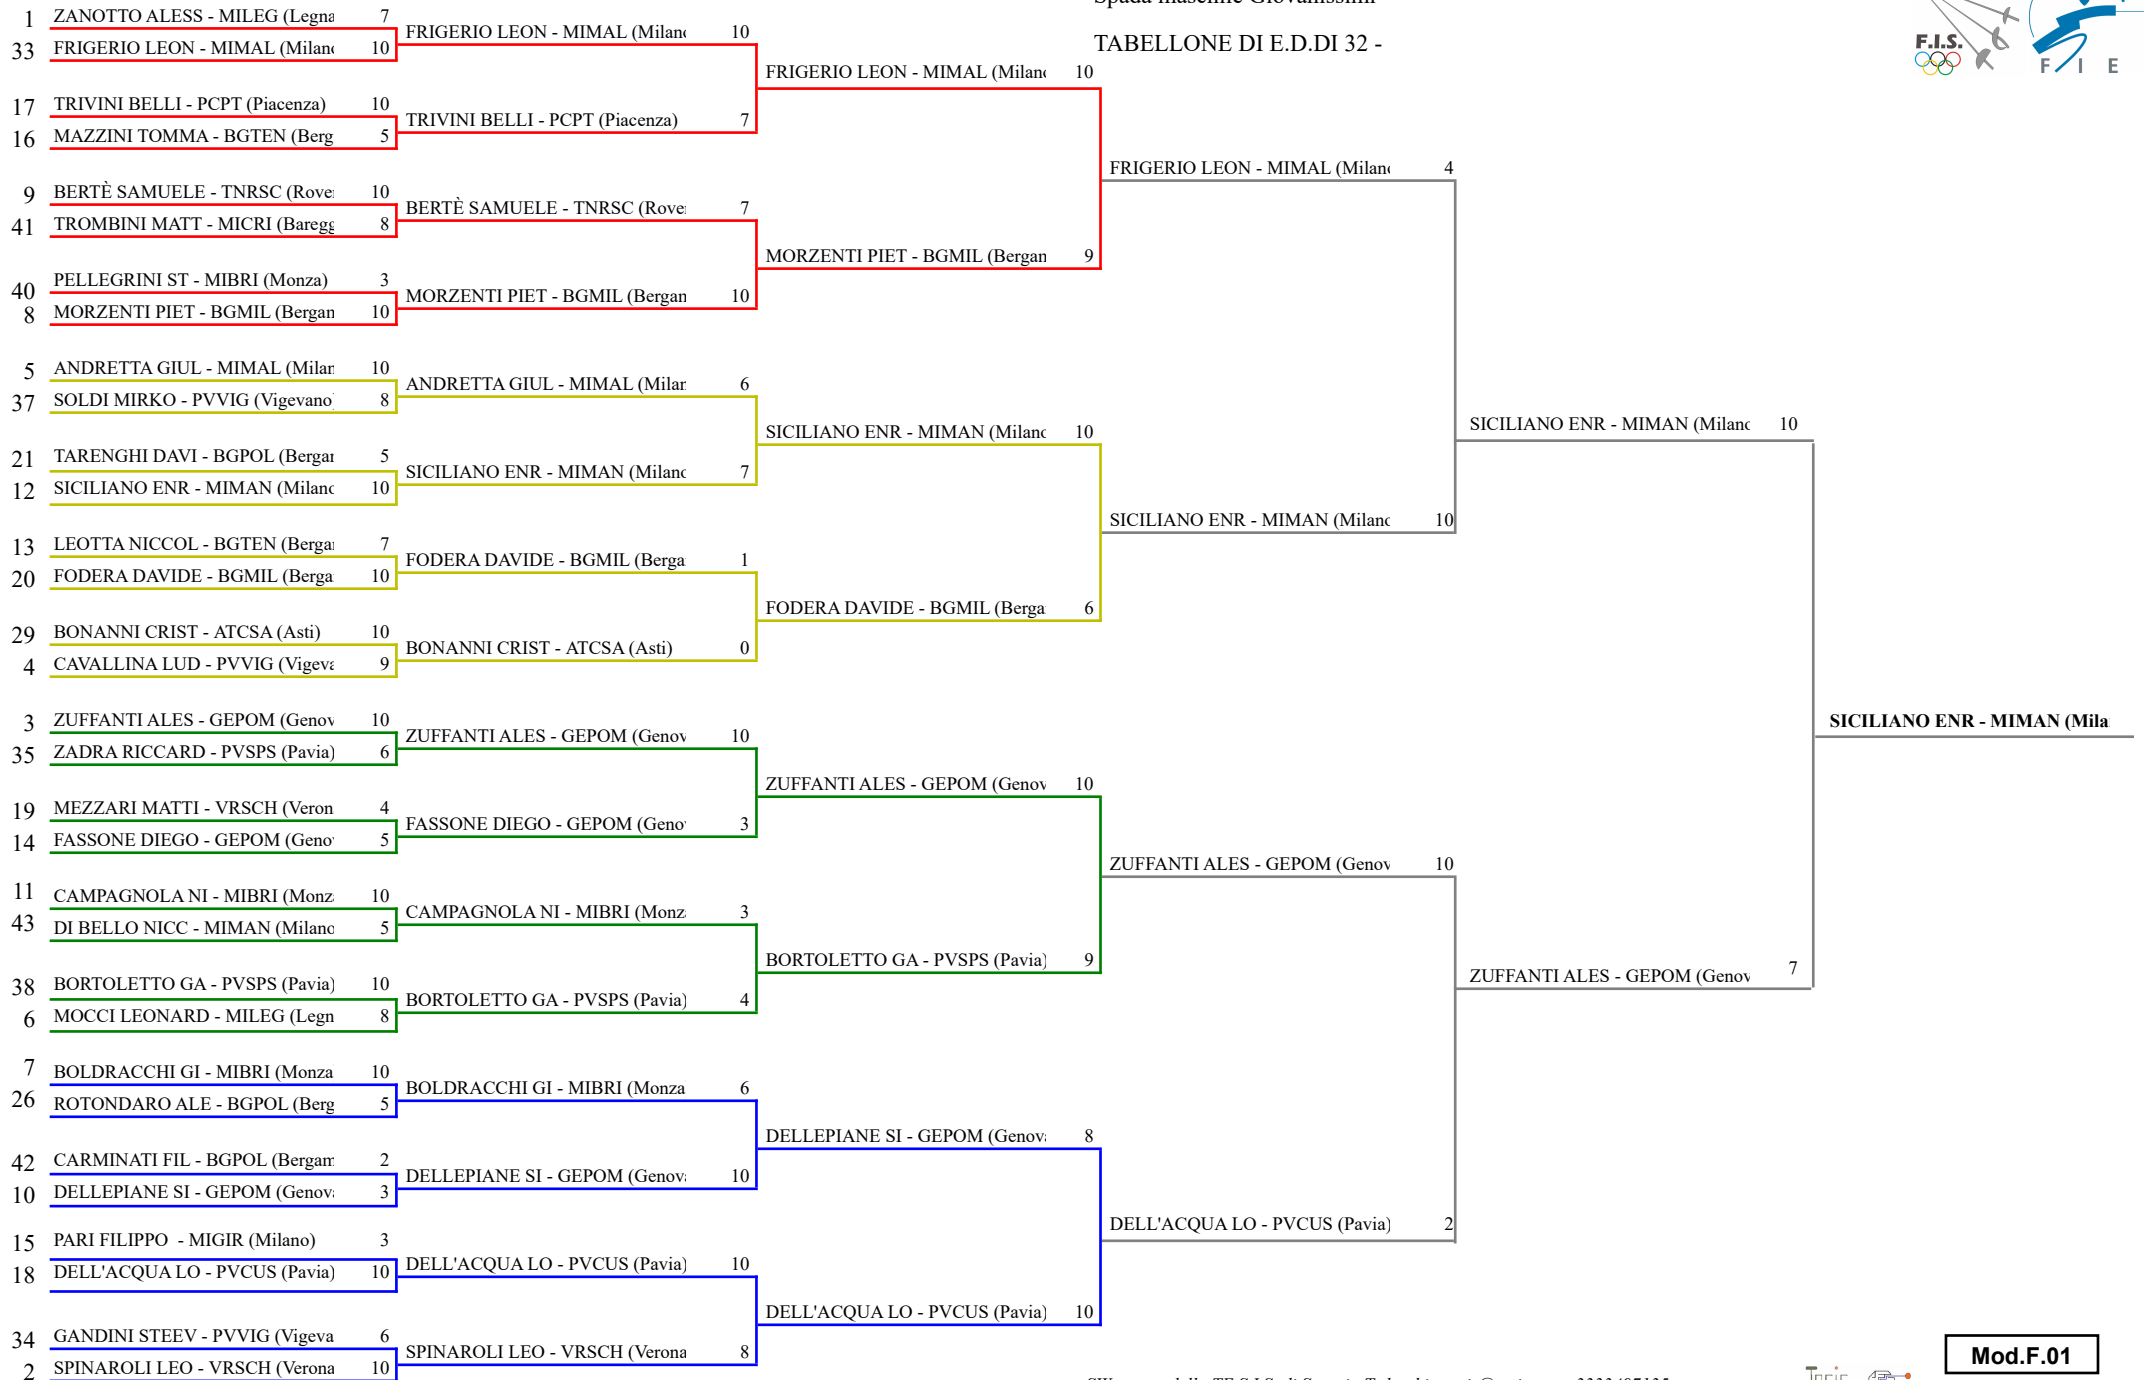 Spada maschile Giovanissimi
TABELLONE DI E.D.DI 32 -
F.I.S.
F I E
1 ZANOTTO ALESS - MILEG (Legna 7
33 FRIGERIO LEON - MIMAL (Milano 10
17 TRIVINI BELLI - PCPT (Piacenza) 10
16 MAZZINI TOMMA - BGTEN (Berg 5
9 BERTÈ SAMUELE - TNRSC (Rove 10
41 TROMBINI MATT - MICRI (Baregg 8
40 PELLEGRINI ST - MIBRI (Monza) 3
8 MORZENTI PIET - BGMIL (Bergam 10
5 ANDRETTA GIUL - MIMAL (Milan 10
37 SOLDI MIRKO - PVVIG (Vigevano) 8
21 TARENGHI DAVI - BGPOL (Bergar 5
12 SICILIANO ENR - MIMAN (Milano 10
13 LEOTTA NICCOL - BGTEN (Berga 7
20 FODERA DAVIDE - BGMIL (Berga 10
29 BONANNI CRIST - ATCSA (Asti) 10
4 CAVALLINA LUD - PVVIG (Vigeva 9
3 ZUFFANTI ALES - GEPOM (Genov 10
35 ZADRA RICCARD - PVSPS (Pavia) 6
19 MEZZARI MATTI - VRSCH (Veron 4
14 FASSONE DIEGO - GEPOM (Geno 5
11 CAMPAGNOLA NI - MIBRI (Monz 10
43 DI BELLO NICC - MIMAN (Milano 5
38 BORTOLETTO GA - PVSPS (Pavia) 10
6 MOCCI LEONARD - MILEG (Legn 8
7 BOLDRACCHI GI - MIBRI (Monza 10
26 ROTONDARO ALE - BGPOL (Berg 5
42 CARMINATI FIL - BGPOL (Bergam 2
10 DELLEPIANE SI - GEPOM (Genova 3
15 PARI FILIPPO - MIGIR (Milano) 3
18 DELL'ACQUA LO - PVCUS (Pavia) 10
34 GANDINI STEEV - PVVIG (Vigeva 6
2 SPINAROLI LEO - VRSCH (Verona 10
FRIGERIO LEON - MIMAL (Milano 10
TRIVINI BELLI - PCPT (Piacenza) 7
BERTÈ SAMUELE - TNRSC (Rove 7
MORZENTI PIET - BGMIL (Bergam 10
ANDRETTA GIUL - MIMAL (Milan 6
SICILIANO ENR - MIMAN (Milano 7
FODERA DAVIDE - BGMIL (Berga 1
BONANNI CRIST - ATCSA (Asti) 0
ZUFFANTI ALES - GEPOM (Genov 10
FASSONE DIEGO - GEPOM (Geno 3
CAMPAGNOLA NI - MIBRI (Monz 3
BORTOLETTO GA - PVSPS (Pavia) 4
BOLDRACCHI GI - MIBRI (Monza 6
DELLEPIANE SI - GEPOM (Genova 10
DELL'ACQUA LO - PVCUS (Pavia) 10
SPINAROLI LEO - VRSCH (Verona 8
FRIGERIO LEON - MIMAL (Milano 10
MORZENTI PIET - BGMIL (Bergam 9
SICILIANO ENR - MIMAN (Milano 10
FODERA DAVIDE - BGMIL (Berga 6
ZUFFANTI ALES - GEPOM (Genov 10
BORTOLETTO GA - PVSPS (Pavia) 9
DELLEPIANE SI - GEPOM (Genova 8
DELL'ACQUA LO - PVCUS (Pavia) 10
FRIGERIO LEON - MIMAL (Milano 4
SICILIANO ENR - MIMAN (Milano 10
ZUFFANTI ALES - GEPOM (Genov 10
DELL'ACQUA LO - PVCUS (Pavia) 2
SICILIANO ENR - MIMAN (Milano 10
ZUFFANTI ALES - GEPOM (Genov 7
SICILIANO ENR - MIMAN (Mila
Mod.F.01